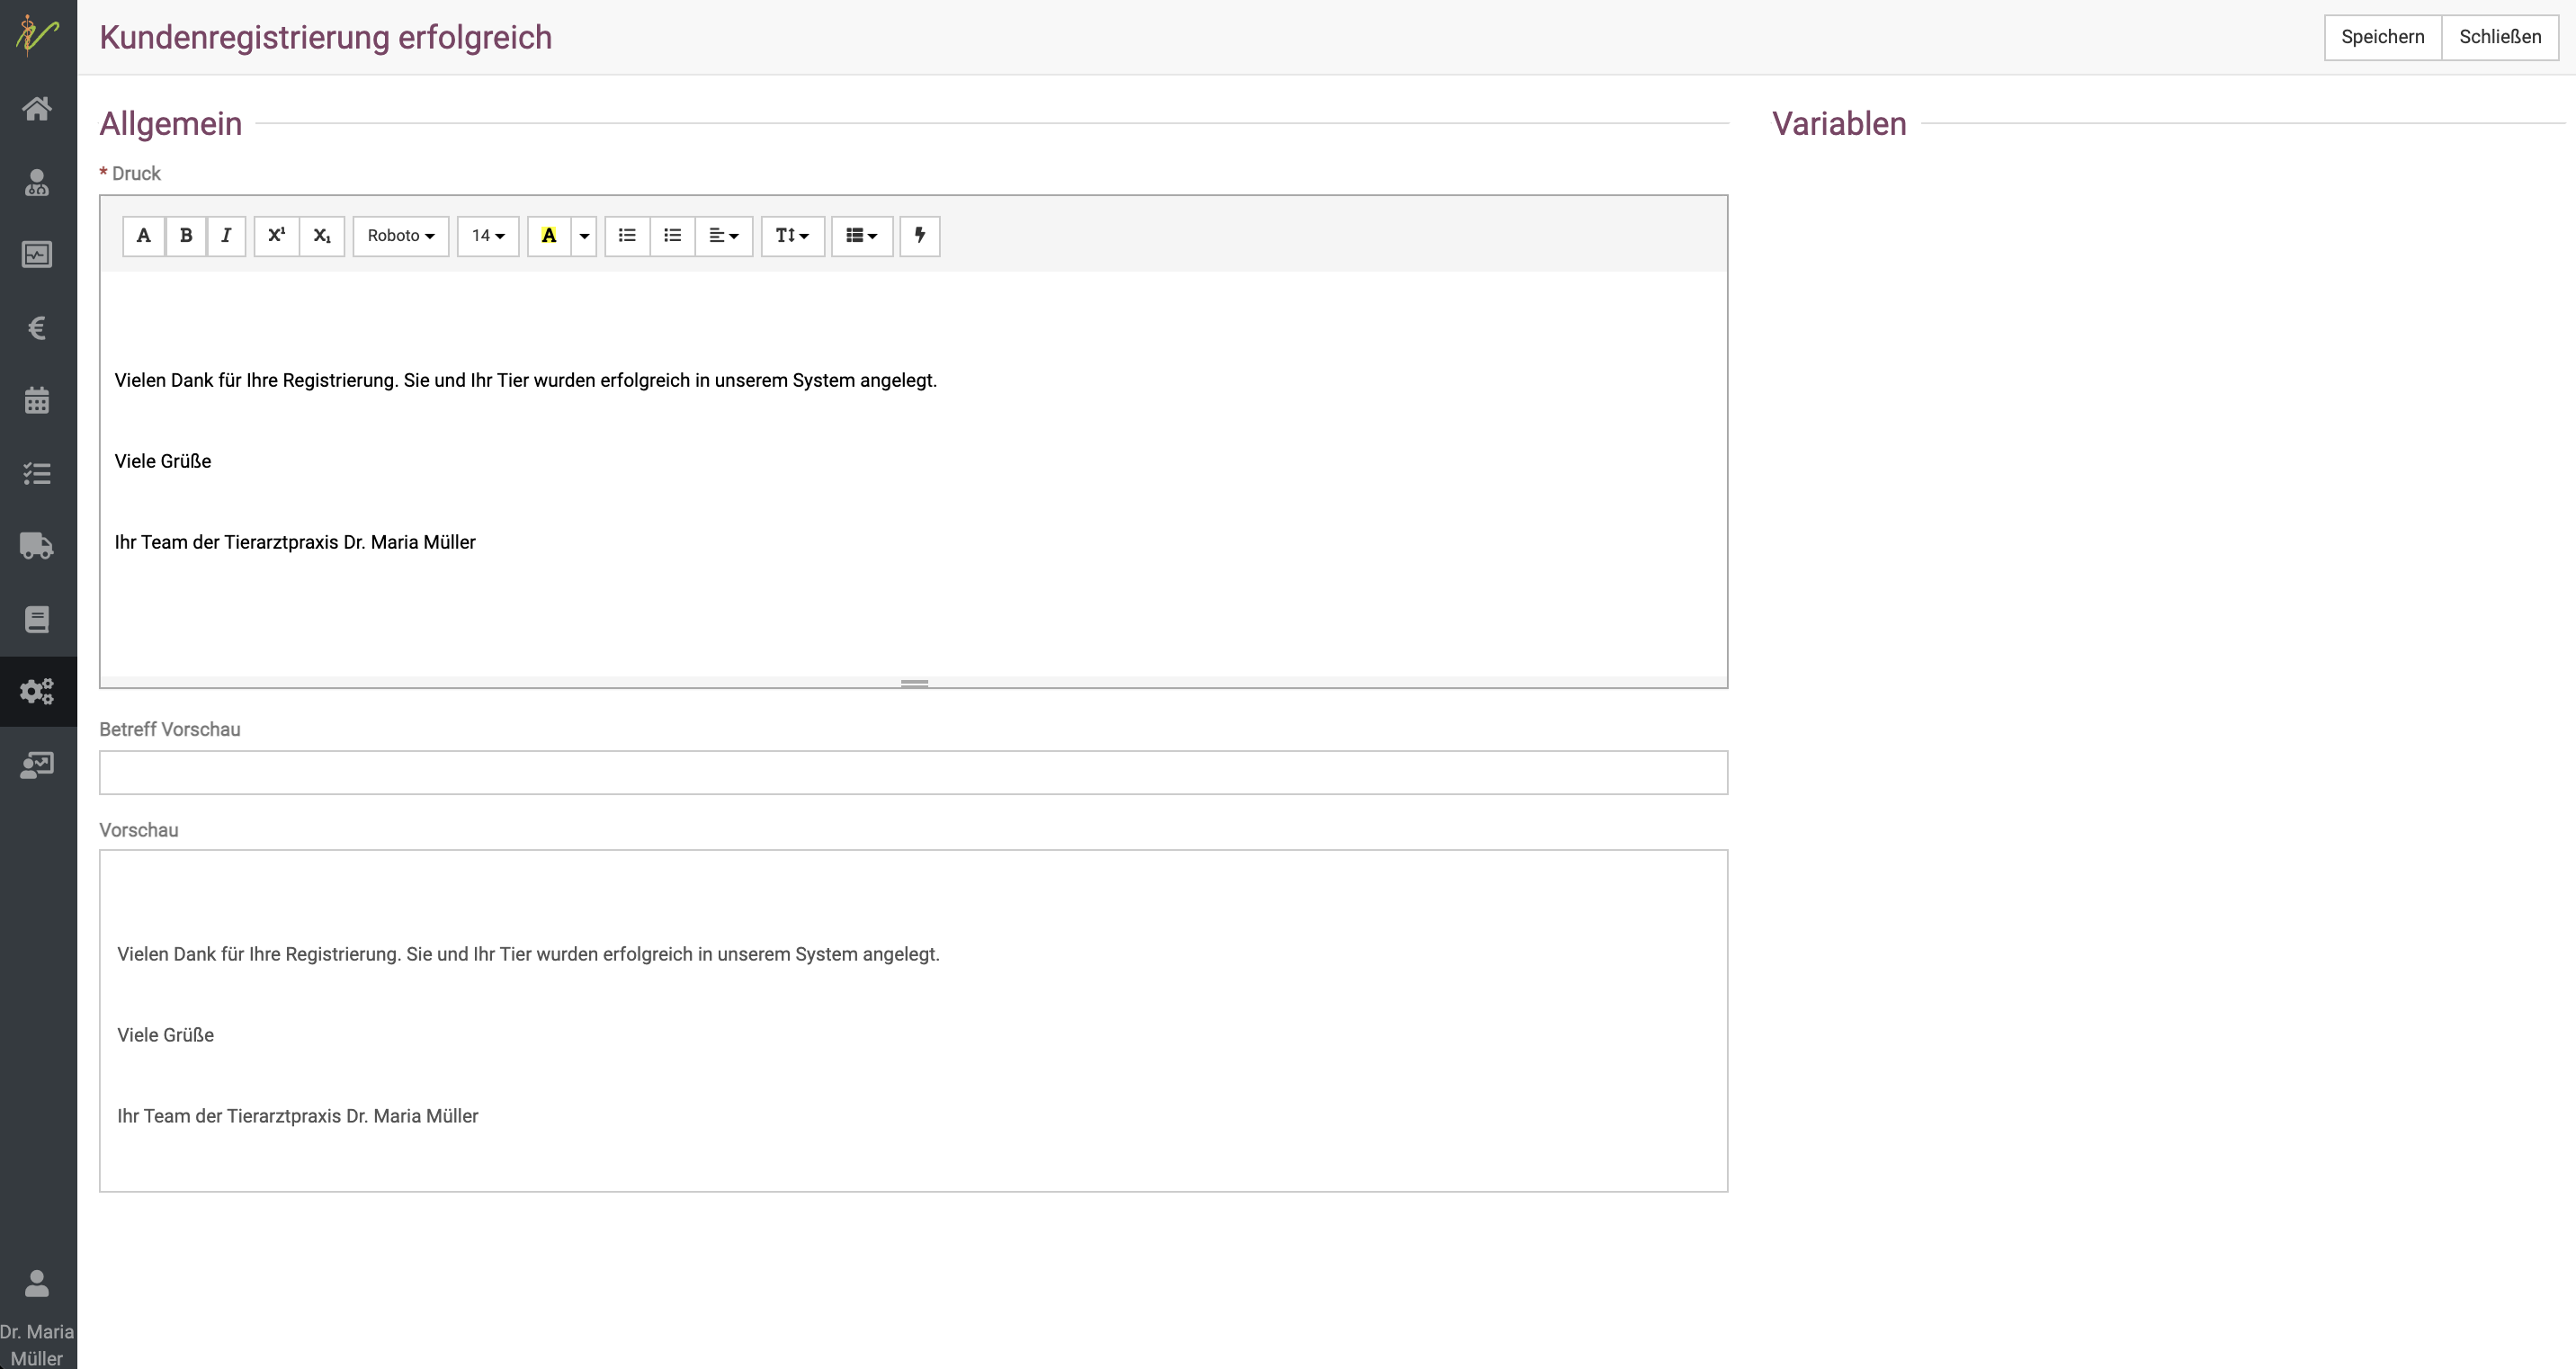 Kundenregistrierung erfolgreich
Speichern
Schließen
Allgemein
Variablen
* Druck
A B I X¹ X₁ Roboto 14 A
Vielen Dank für Ihre Registrierung. Sie und Ihr Tier wurden erfolgreich in unserem System angelegt.
Viele Grüße
Ihr Team der Tierarztpraxis Dr. Maria Müller
Betreff Vorschau
Vorschau
Vielen Dank für Ihre Registrierung. Sie und Ihr Tier wurden erfolgreich in unserem System angelegt.
Viele Grüße
Ihr Team der Tierarztpraxis Dr. Maria Müller
Dr. Maria
Müller